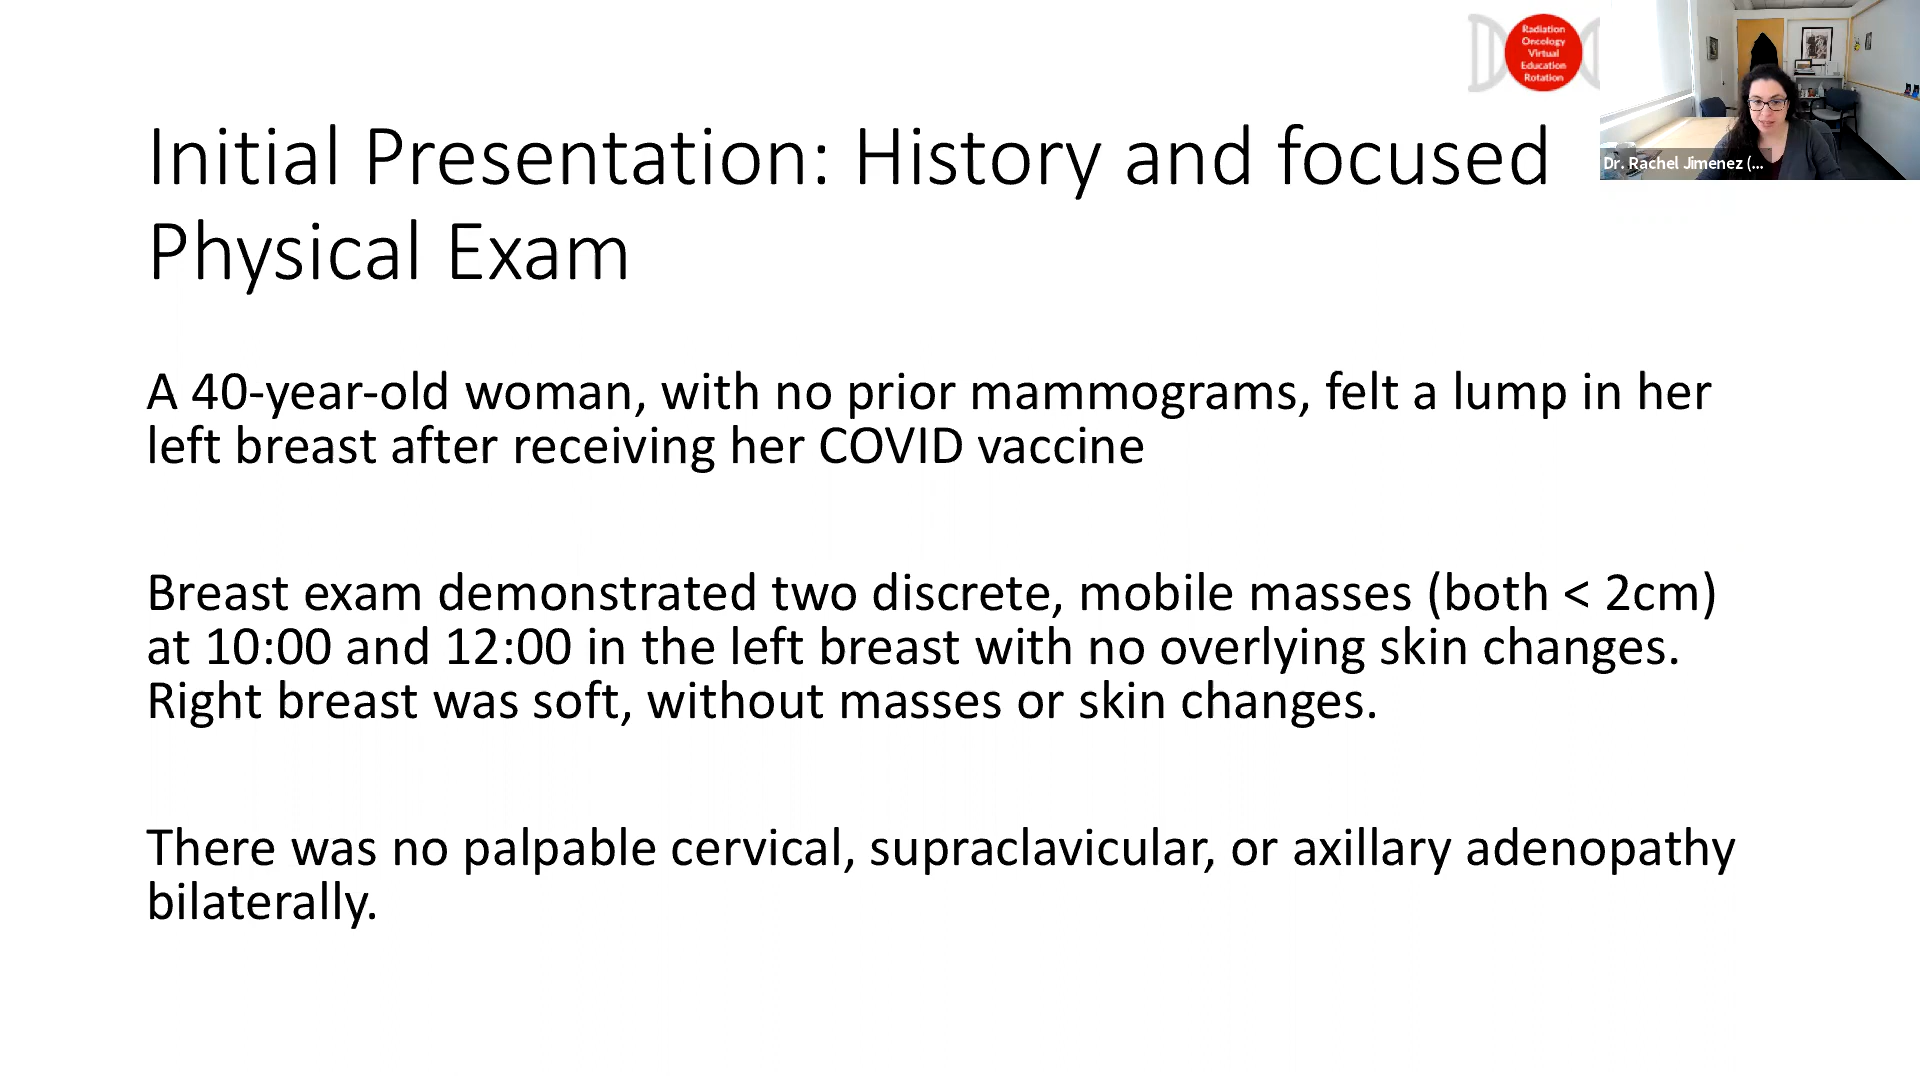 Radiation
Oncology
Virtual
Education
Rotation
Dr. Rachel Jimenez (...
Initial Presentation: History and focused
Physical Exam
A 40-year-old woman, with no prior mammograms, felt a lump in her
left breast after receiving her COVID vaccine
Breast exam demonstrated two discrete, mobile masses (both < 2cm)
at 10:00 and 12:00 in the left breast with no overlying skin changes.
Right breast was soft, without masses or skin changes.
There was no palpable cervical, supraclavicular, or axillary adenopathy
bilaterally.